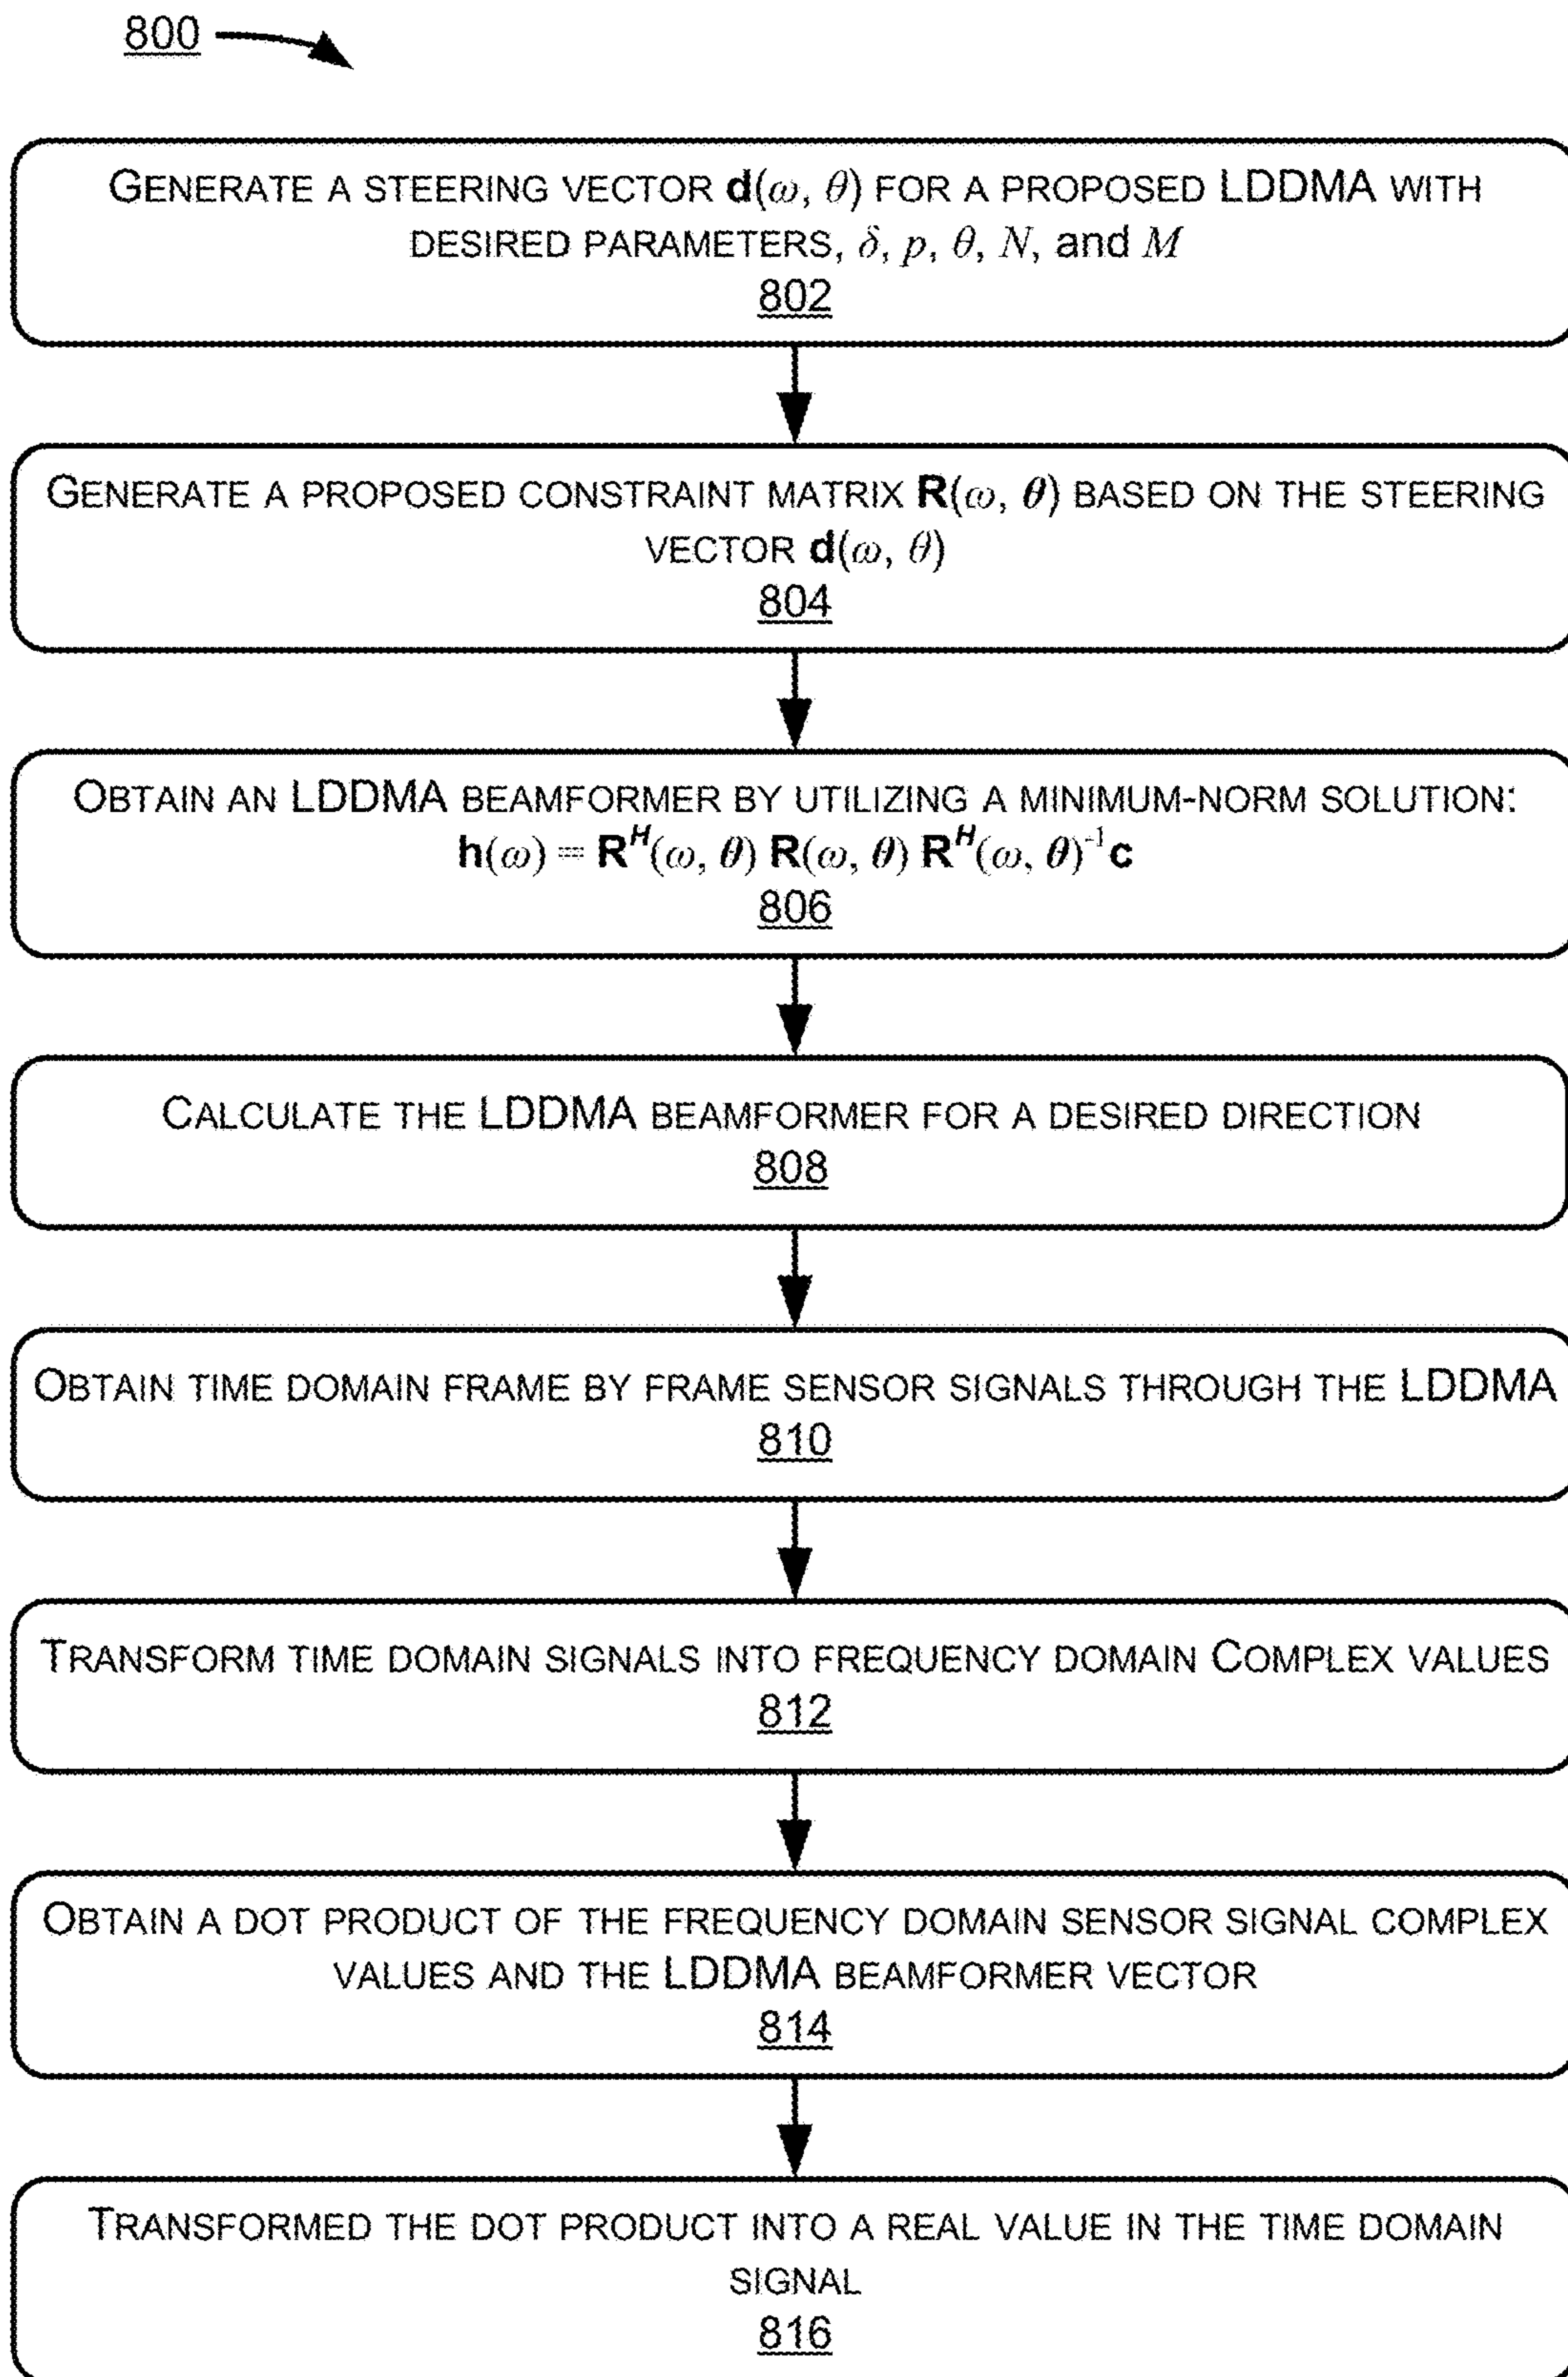 800
GENERATE A STEERING VECTOR d(ω, θ) FOR A PROPOSED LDDMA WITH
DESIRED PARAMETERS, δ, p, θ, N, and M
802
GENERATE A PROPOSED CONSTRAINT MATRIX R(ω, θ) BASED ON THE STEERING
VECTOR d(ω, θ)
804
OBTAIN AN LDDMA BEAMFORMER BY UTILIZING A MINIMUM-NORM SOLUTION:
h(ω) = R^H(ω, θ) R(ω, θ) R^H(ω, θ)^-1 c
806
CALCULATE THE LDDMA BEAMFORMER FOR A DESIRED DIRECTION
808
OBTAIN TIME DOMAIN FRAME BY FRAME SENSOR SIGNALS THROUGH THE LDDMA
810
TRANSFORM TIME DOMAIN SIGNALS INTO FREQUENCY DOMAIN COMPLEX VALUES
812
OBTAIN A DOT PRODUCT OF THE FREQUENCY DOMAIN SENSOR SIGNAL COMPLEX
VALUES AND THE LDDMA BEAMFORMER VECTOR
814
TRANSFORMED THE DOT PRODUCT INTO A REAL VALUE IN THE TIME DOMAIN
SIGNAL
816